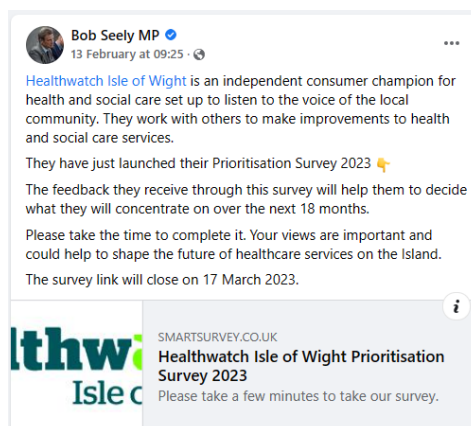 Bob Seely MP
13 February at 09:25 ·
Healthwatch Isle of Wight is an independent consumer champion for
health and social care set up to listen to the voice of the local
community. They work with others to make improvements to health
and social care services.
They have just launched their Prioritisation Survey 2023 👇
The feedback they receive through this survey will help them to decide
what they will concentrate on over the next 18 months.
Please take the time to complete it. Your views are important and
could help to shape the future of healthcare services on the Island.
The survey link will close on 17 March 2023.
i
lthwa
Isle o
SMARTSURVEY.CO.UK
Healthwatch Isle of Wight Prioritisation
Survey 2023
Please take a few minutes to take our survey.